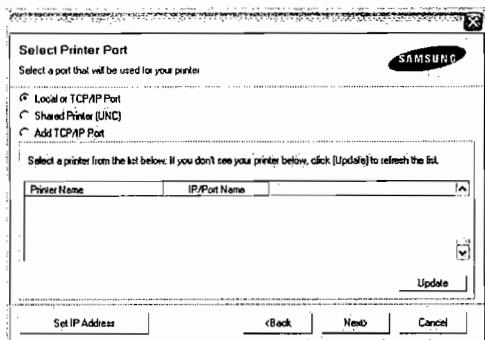 Select Printer Port
Select a port that will be used for your printer
SAMSUNG
Local or TCP/IP Port
Shared Printer (UNC)
Add TCP/IP Port
Select a printer from the list below. If you don't see your printer below, click [Update] to refresh the list.
Printer Name IP/Port Name
Update
Set IP Address <Back Next> Cancel